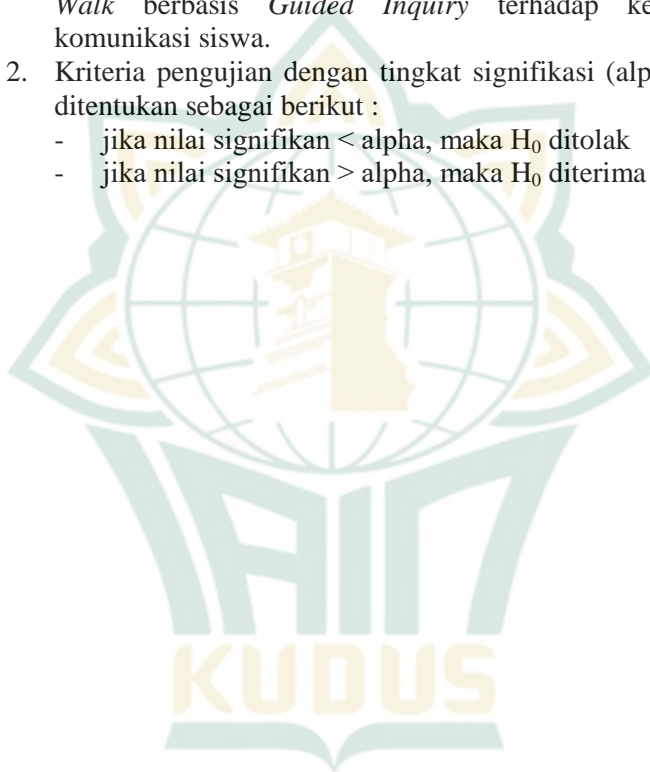 Walk berbasis Guided Inquiry terhadap ke
komunikasi siswa.
2. Kriteria pengujian dengan tingkat signifikasi (alp
ditentukan sebagai berikut :
- jika nilai signifikan < alpha, maka H₀ ditolak
- jika nilai signifikan > alpha, maka H₀ diterima
IAIN
KUDUS